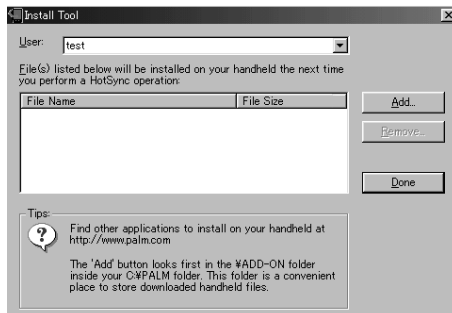 Install Tool
User:
test
File(s) listed below will be installed on your handheld the next time
you perform a HotSync operation:
File Name File Size
Add...
Remove...
Done
Tips:
Find other applications to install on your handheld at
http://www.palm.com
The 'Add' button looks first in the ¥ADD-ON folder
inside your C:¥PALM folder. This folder is a convenient
place to store downloaded handheld files.